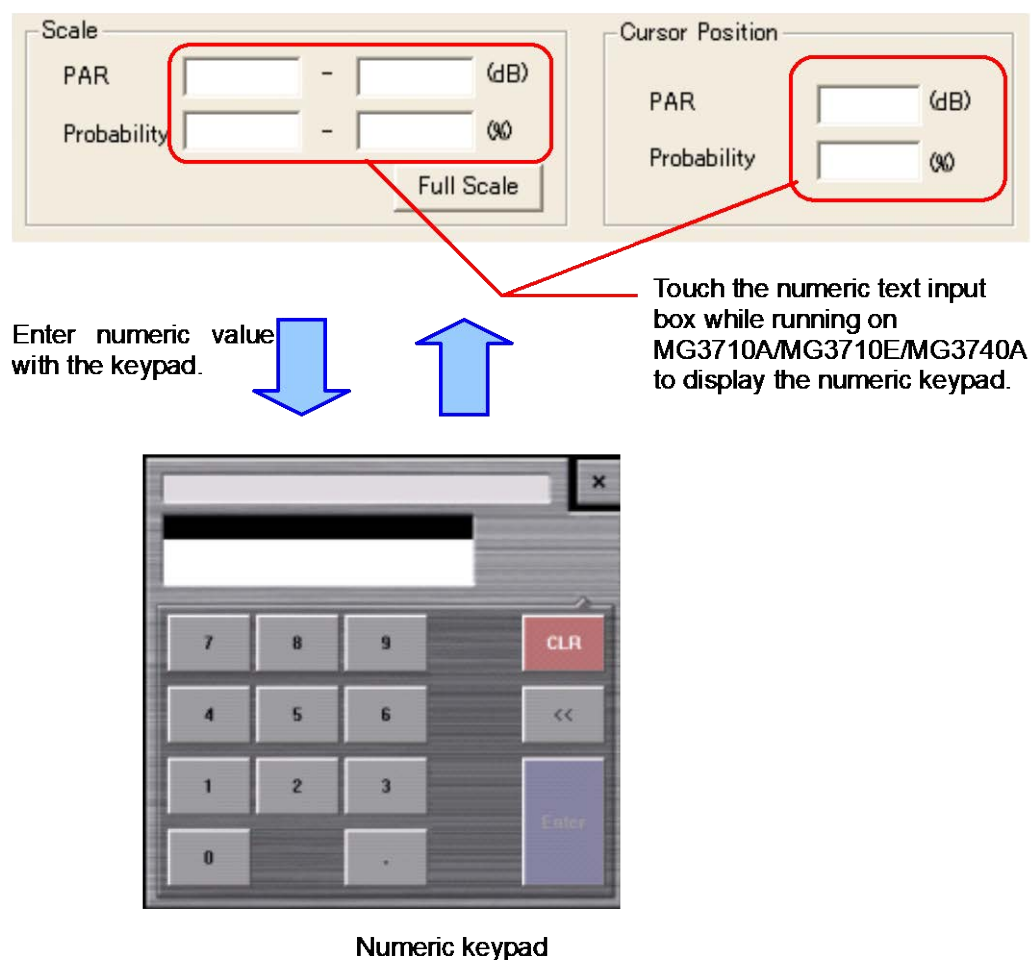 Scale
PAR - (dB)
Probability - (%)
Full Scale
Cursor Position
PAR (dB)
Probability (%)
Touch the numeric text input
box while running on
MG3710A/MG3710E/MG3740A
to display the numeric keypad.
Enter numeric value
with the keypad.
×
7 8 9 CLR
4 5 6 <<
1 2 3
Enter
0 .
Numeric keypad